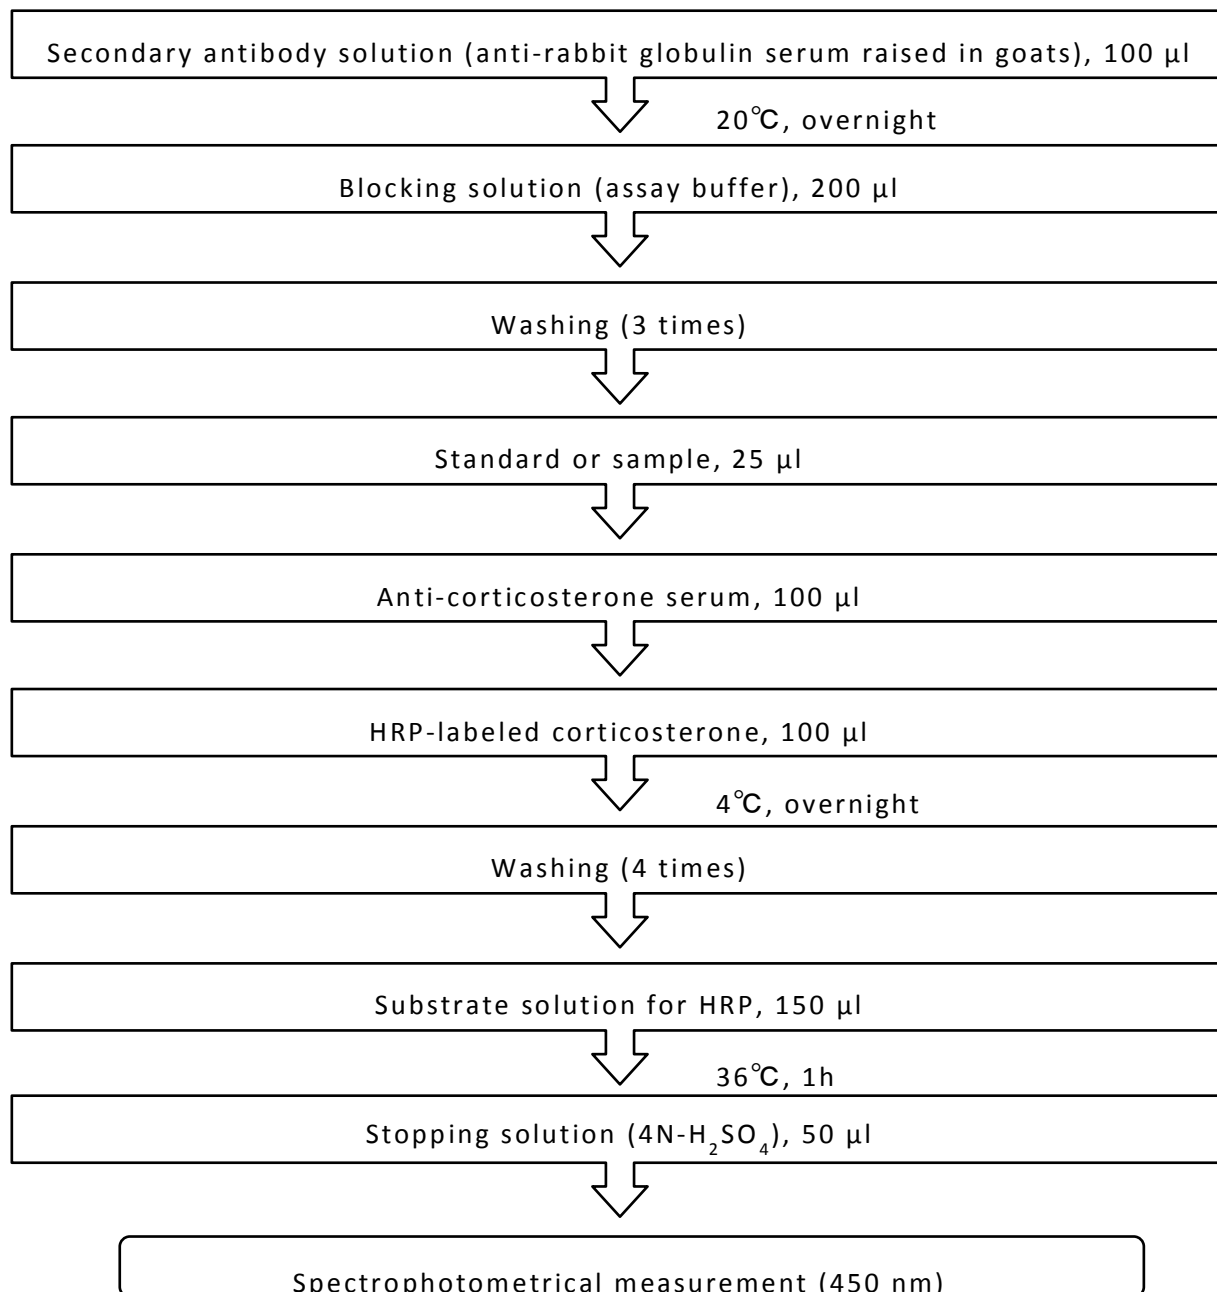 Secondary antibody solution (anti-rabbit globulin serum raised in goats), 100 µl
20℃, overnight
Blocking solution (assay buffer), 200 µl
Washing (3 times)
Standard or sample, 25 µl
Anti-corticosterone serum, 100 µl
HRP-labeled corticosterone, 100 µl
4℃, overnight
Washing (4 times)
Substrate solution for HRP, 150 µl
36℃, 1h
Stopping solution (4N-H₂SO₄), 50 µl
Spectrophotometrical measurement (450 nm)